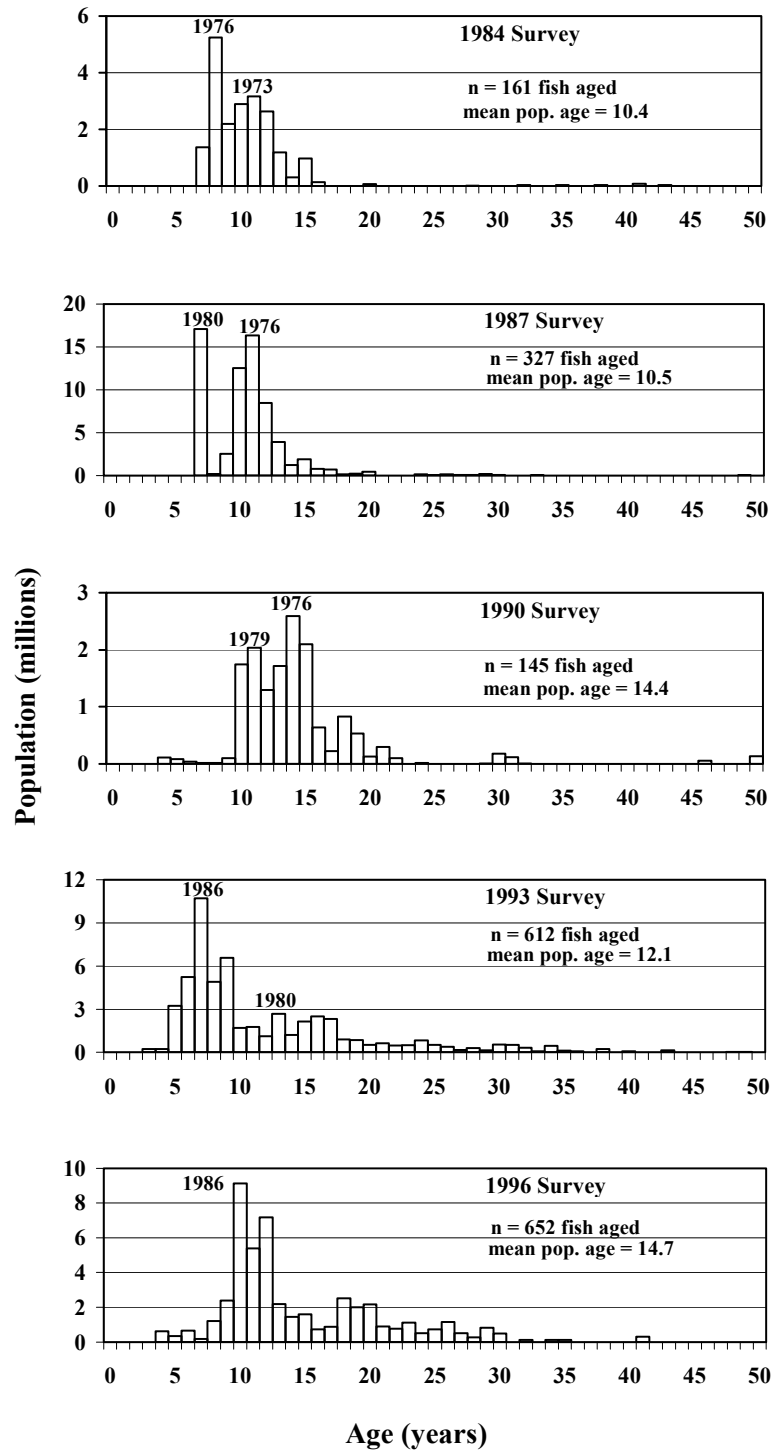 6
4
2
0
1976
1973
1984 Survey
n = 161 fish aged
mean pop. age = 10.4
0 5 10 15 20 25 30 35 40 45 50
20
15
10
5
0
1980
1976
1987 Survey
n = 327 fish aged
mean pop. age = 10.5
0 5 10 15 20 25 30 35 40 45 50
Population (millions)
3
2
1
0
1979
1976
1990 Survey
n = 145 fish aged
mean pop. age = 14.4
0 5 10 15 20 25 30 35 40 45 50
12
9
6
3
0
1986
1980
1993 Survey
n = 612 fish aged
mean pop. age = 12.1
0 5 10 15 20 25 30 35 40 45 50
10
8
6
4
2
0
1986
1996 Survey
n = 652 fish aged
mean pop. age = 14.7
0 5 10 15 20 25 30 35 40 45 50
Age (years)